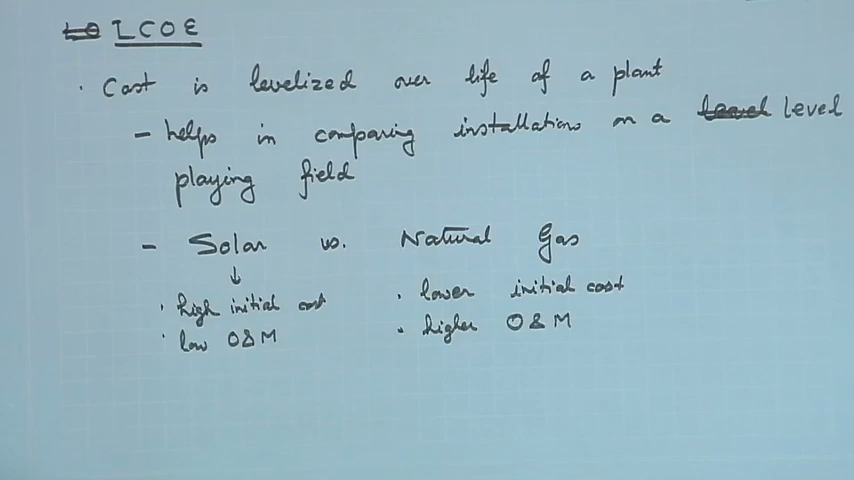 LCOE
· Cost is levelized over life of a plant
- helps in comparing installations on a level
playing field
- Solar vs. Natural Gas
↓
· high initial cost · lower initial cost
· low O&M · higher O&M